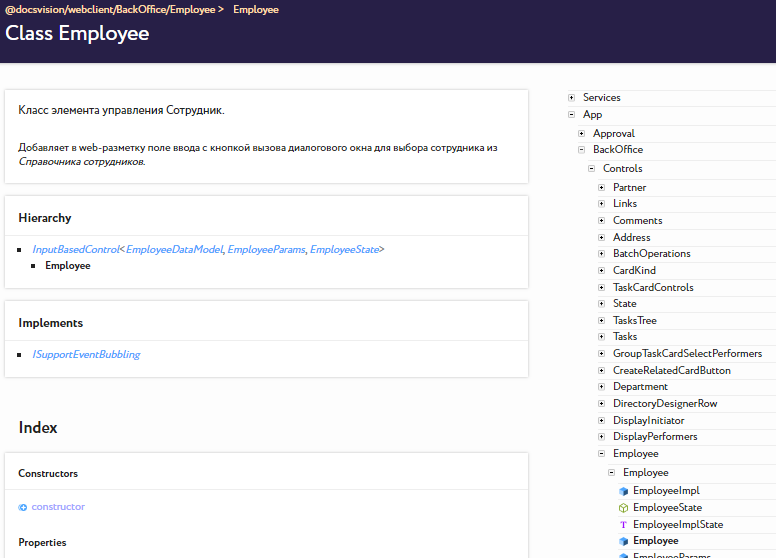 @docsvision/webclient/BackOffice/Employee > Employee
Class Employee
Класс элемента управления Сотрудник.
Добавляет в web-разметку поле ввода с кнопкой вызова диалогового окна для выбора сотрудника из
Справочника сотрудников.
Hierarchy
InputBasedControl<EmployeeDataModel, EmployeeParams, EmployeeState>
Employee
Implements
ISupportEventBubbling
Index
Constructors
constructor
Properties
Services
App
Approval
BackOffice
Controls
Partner
Links
Comments
Address
BatchOperations
CardKind
TaskCardControls
State
TasksTree
Tasks
GroupTaskCardSelectPerformers
CreateRelatedCardButton
Department
DirectoryDesignerRow
DisplayInitiator
DisplayPerformers
Employee
Employee
EmployeeImpl
EmployeeState
T EmployeeImplState
Employee
EmployeeParams